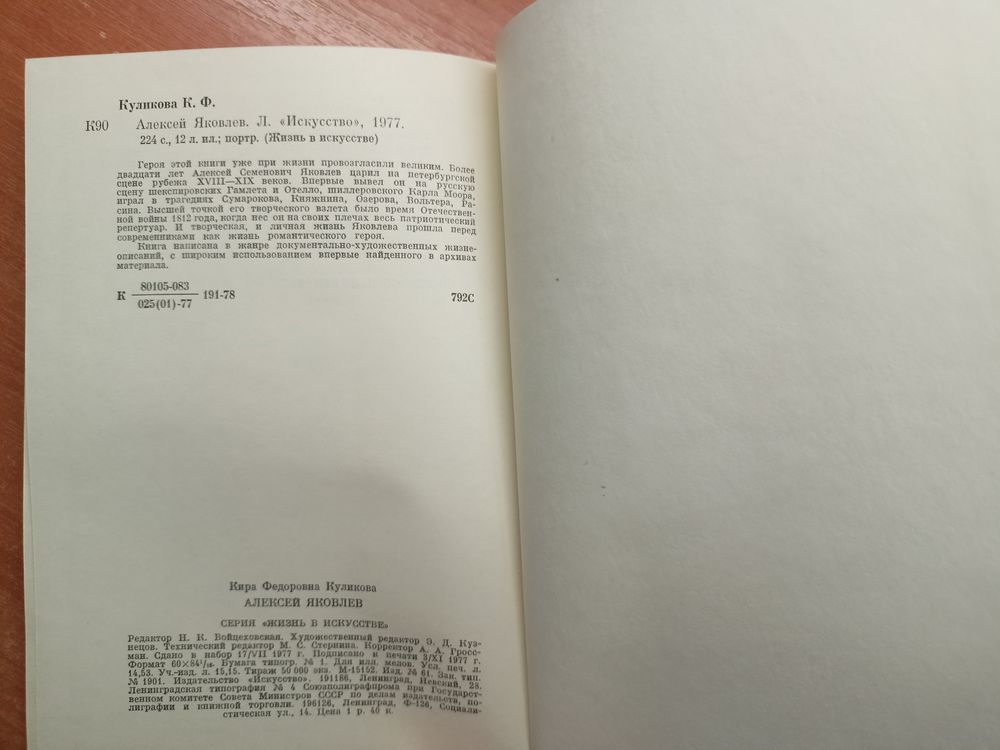 Куликова К. Ф.
К90 Алексей Яковлев. Л. «Искусство», 1977.
224 с., 12 л. ил.; портр. (Жизнь в искусстве)
Героя этой книги уже при жизни провозгласили великим. Более
двадцати лет Алексей Семенович Яковлев царил на петербургской
сцене рубежа XVIII—XIX веков. Впервые вывел он на русскую
сцену шекспировских Гамлета и Отелло, шиллеровского Карла Моора,
играл в трагедиях Сумарокова, Княжнина, Озерова, Вольтера, Ра-
сина. Высшей точкой его творческого взлета было время Отечествен-
ной войны 1812 года, когда нес он на своих плечах весь патриотический
репертуар. И творческая, и личная жизнь Яковлева прошла перед
современниками как жизнь романтического героя.
Книга написана в жанре документально-художественных жизне-
описаний, с широким использованием впервые найденного в архивах
материала.
80105-083
К 191-78 792С
025(01)-77
Кира Федоровна Куликова
АЛЕКСЕЙ ЯКОВЛЕВ
СЕРИЯ «ЖИЗНЬ В ИСКУССТВЕ»
Редактор Н. К. Войцеховская. Художественный редактор Э. Д. Куз-
нецов. Технический редактор М. С. Стернина. Корректор А. А. Гросс-
ман. Сдано в набор 17/VII 1977 г. Подписано к печати 3/XI 1977 г.
Формат 60×84¹/₁₆. Бумага типогр. № 1. Для илл. мелов. Усл. печ. л.
14,53. Уч.-изд. л. 15,15. Тираж 50 000 экз. М-15152. Изд. № 61. Зак. тип.
№ 1901. Издательство «Искусство». 191186, Ленинград, Невский, 28.
Ленинградская типография № 4 Союзполиграфпрома при Государст-
венном комитете Совета Министров СССР по делам издательств, по-
лиграфии и книжной торговли. 196126, Ленинград, Ф-126, Социали-
стическая ул., 14. Цена 1 р. 40 к.